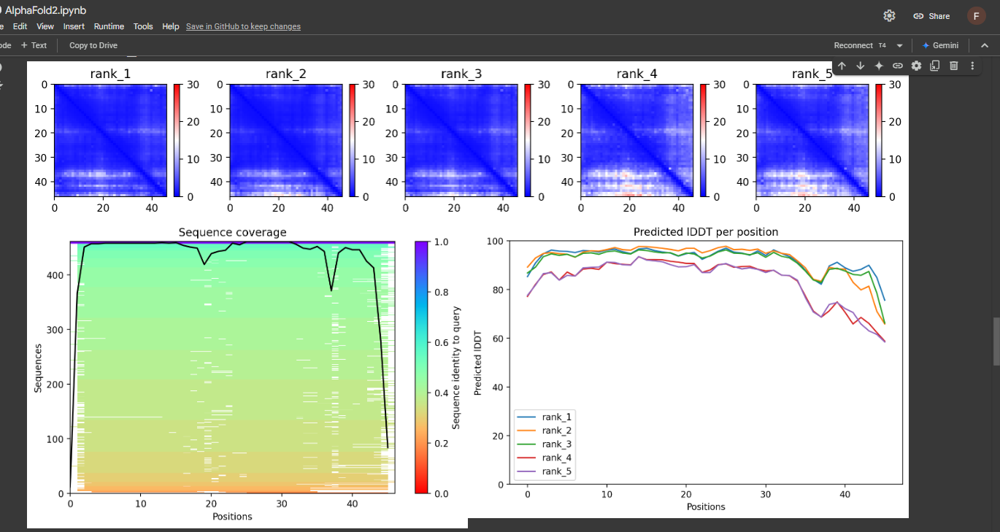 AlphaFold2.ipynb
Edit View Insert Runtime Tools Help Save in GitHub to keep changes
Share
F
+ Text Copy to Drive
Reconnect T4
Gemini
rank_1 rank_2 rank_3 rank_4 rank_5
0 30 0 30 0 30 0 30 0 30
10 20 10 20 10 20 10 20 10 20
20 20 20 20 20
30 10 30 10 30 10 30 10 30 10
40 40 40 40 40
0 0 0 0 0
0 20 40 0 20 40 0 20 40 0 20 40 0 20 40
Sequence coverage
Sequences
400
300
200
100
0
0 10 20 30 40
Positions
1.0
0.8
0.6
0.4
0.2
0.0
Sequence identity to query
Predicted lDDT per position
Predicted lDDT
100
80
60
40
20
0
rank_1
rank_2
rank_3
rank_4
rank_5
0 10 20 30 40
Positions